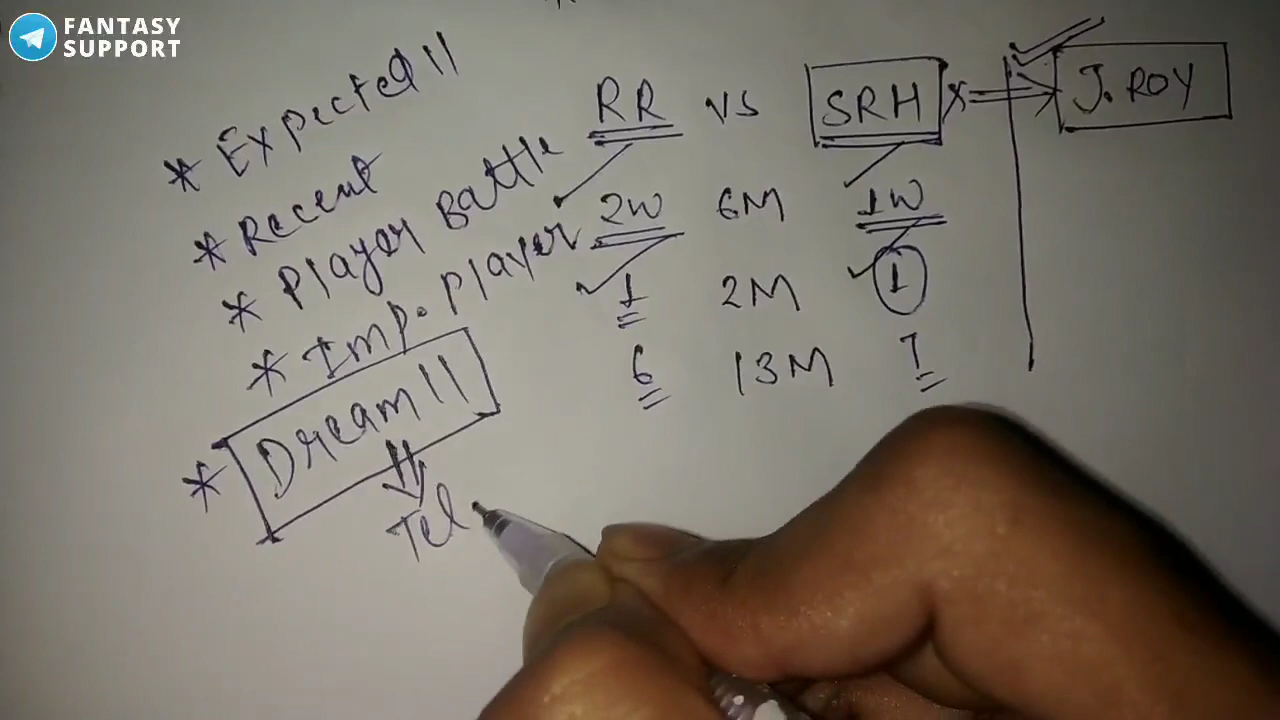 FANTASY
SUPPORT
* Expected 11
* Recent
* Player Battle
* Imp. player
* Dream 11
Tel
RR vs SRH x J. ROY
2W 6M 1W
1 2M 1
6 13M 7